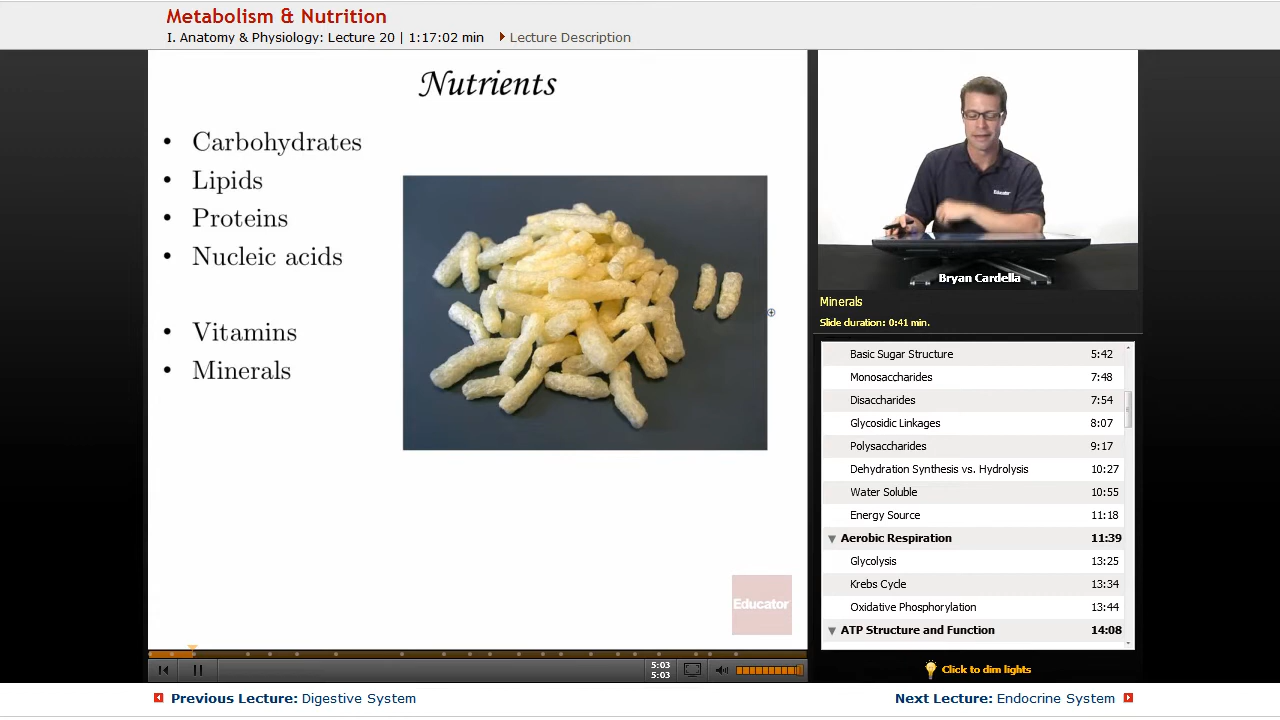 Metabolism & Nutrition
I. Anatomy & Physiology: Lecture 20 | 1:17:02 min
Lecture Description
Nutrients
• Carbohydrates
• Lipids
• Proteins
• Nucleic acids
• Vitamins
• Minerals
Educator
Educator
Bryan Cardella
Minerals
Slide duration: 0:41 min.
Basic Sugar Structure 5:42
Monosaccharides 7:48
Disaccharides 7:54
Glycosidic Linkages 8:07
Polysaccharides 9:17
Dehydration Synthesis vs. Hydrolysis 10:27
Water Soluble 10:55
Energy Source 11:18
Aerobic Respiration 11:39
Glycolysis 13:25
Krebs Cycle 13:34
Oxidative Phosphorylation 13:44
ATP Structure and Function 14:08
5:03
5:03
Click to dim lights
Previous Lecture: Digestive System
Next Lecture: Endocrine System